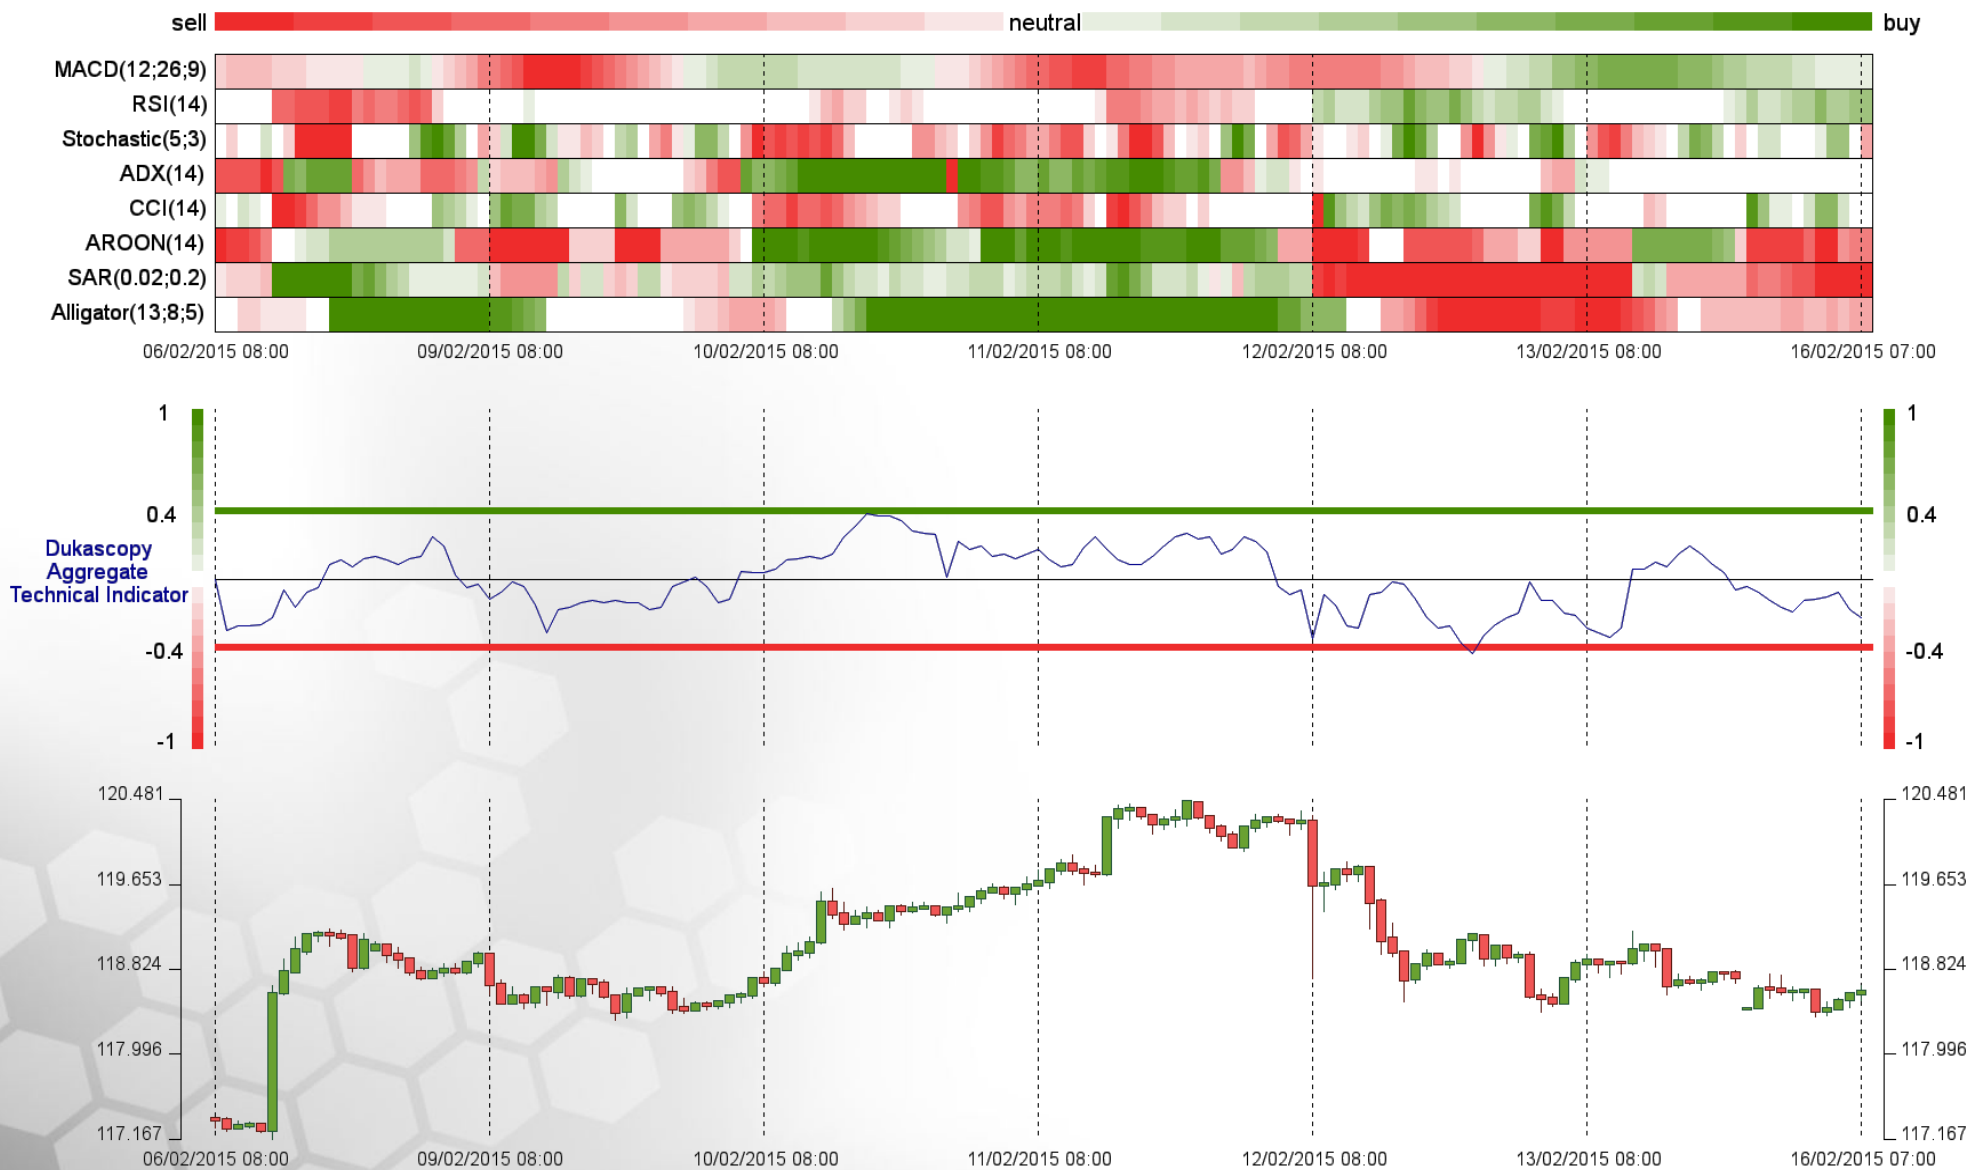 sell neutral buy
MACD(12;26;9)
RSI(14)
Stochastic(5;3)
ADX(14)
CCI(14)
AROON(14)
SAR(0.02;0.2)
Alligator(13;8;5)
06/02/2015 08:00 09/02/2015 08:00 10/02/2015 08:00 11/02/2015 08:00 12/02/2015 08:00 13/02/2015 08:00 16/02/2015 07:00
1 1
0.4 0.4
Dukascopy
Aggregate
Technical Indicator
-0.4 -0.4
-1 -1
120.481 120.481
119.653 119.653
118.824 118.824
117.996 117.996
117.167 117.167
06/02/2015 08:00 09/02/2015 08:00 10/02/2015 08:00 11/02/2015 08:00 12/02/2015 08:00 13/02/2015 08:00 16/02/2015 07:00